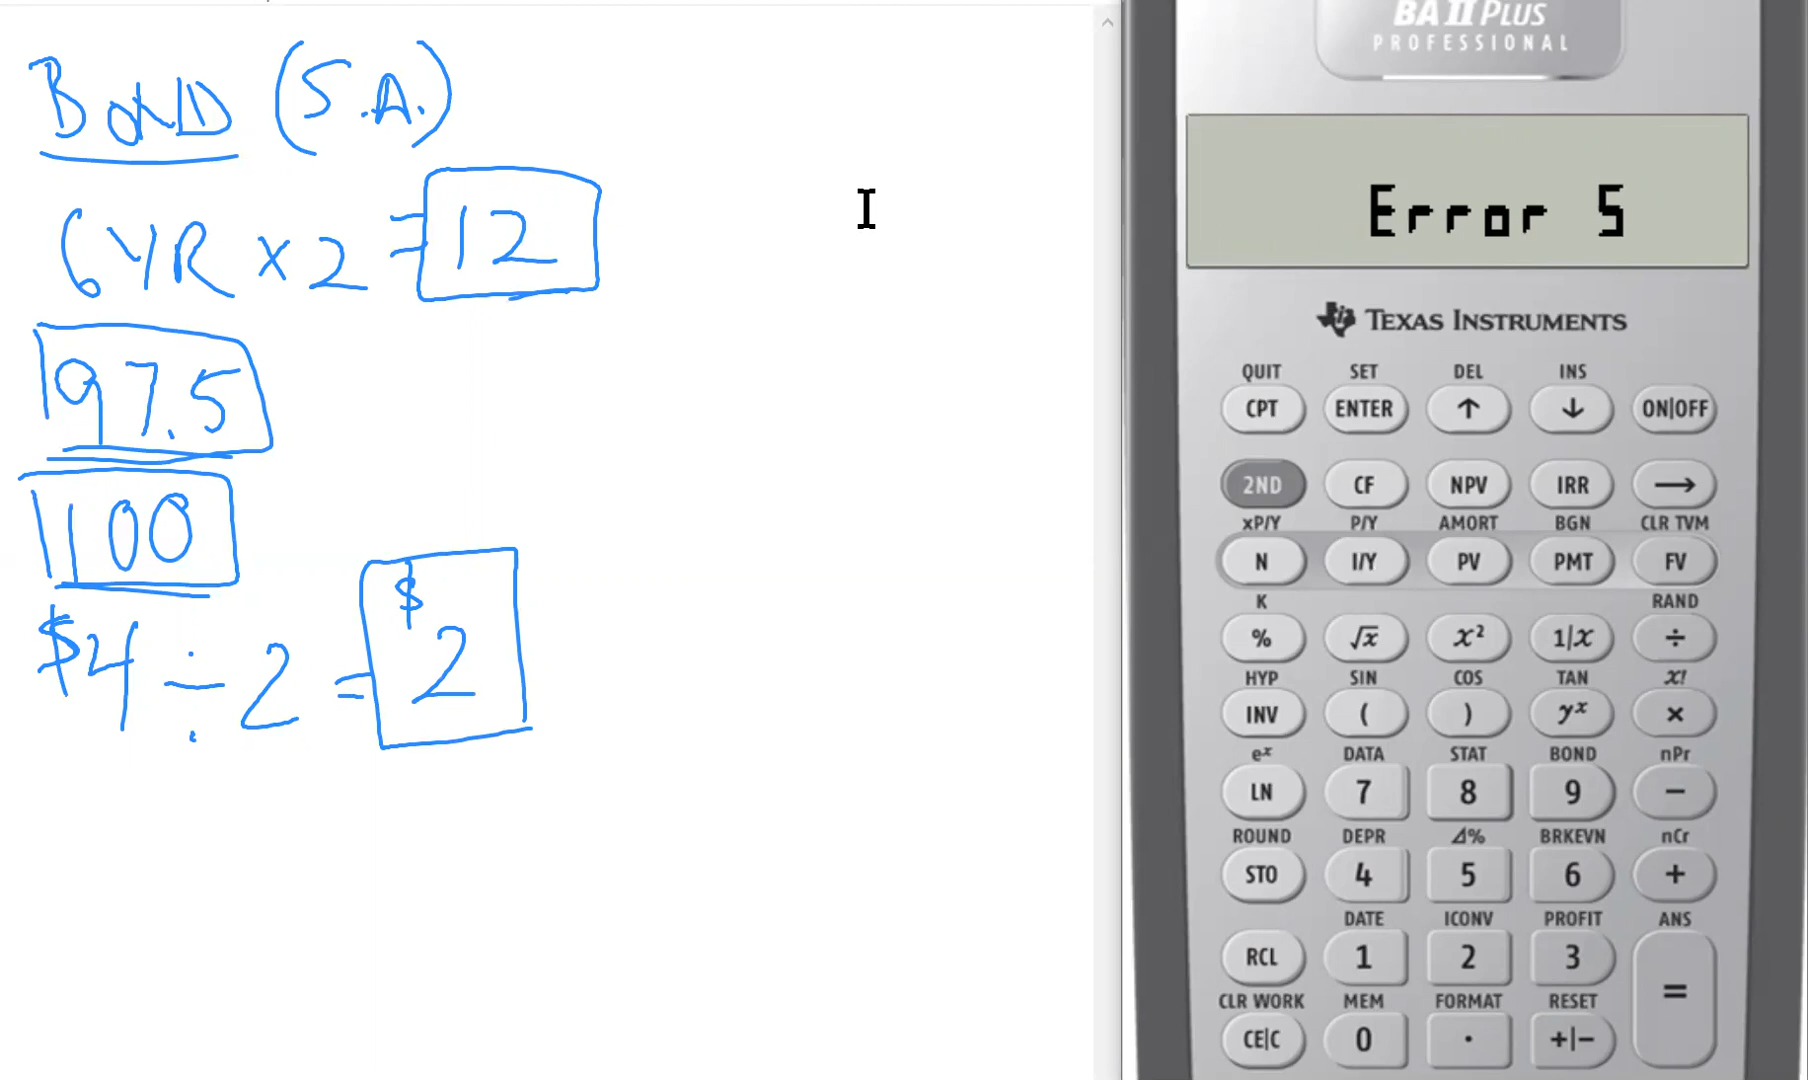 BOND (S.A.)
6 YR × 2 = 12
97.5
100
$4 ÷ 2 = $2
BA II PLUS
PROFESSIONAL
Error 5
TEXAS INSTRUMENTS
QUIT SET DEL INS
CPT ENTER ↑ ↓ ON|OFF
2ND CF NPV IRR →
xP/Y P/Y AMORT BGN CLR TVM
N I/Y PV PMT FV
K RAND
% √x x² 1/x ÷
HYP SIN COS TAN x!
INV ( ) yˣ ×
eˣ DATA STAT BOND nPr
LN 7 8 9 −
ROUND DEPR Δ% BRKEVN nCr
STO 4 5 6 +
DATE ICONV PROFIT ANS
RCL 1 2 3 =
CLR WORK MEM FORMAT RESET
CE|C 0 . +|−